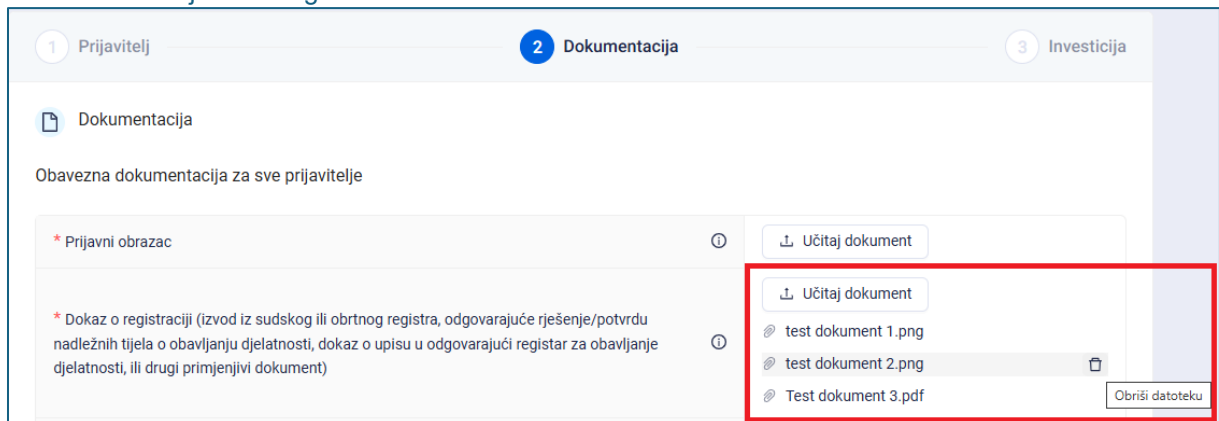 1 Prijavitelj
2 Dokumentacija
3 Investicija
Dokumentacija
Obavezna dokumentacija za sve prijavitelje
* Prijavni obrazac
Učitaj dokument
* Dokaz o registraciji (izvod iz sudskog ili obrtnog registra, odgovarajuće rješenje/potvrdu
nadležnih tijela o obavljanju djelatnosti, dokaz o upisu u odgovarajući registar za obavljanje
djelatnosti, ili drugi primjenjivi dokument)
Učitaj dokument
test dokument 1.png
test dokument 2.png
Test dokument 3.pdf
Obriši datoteku